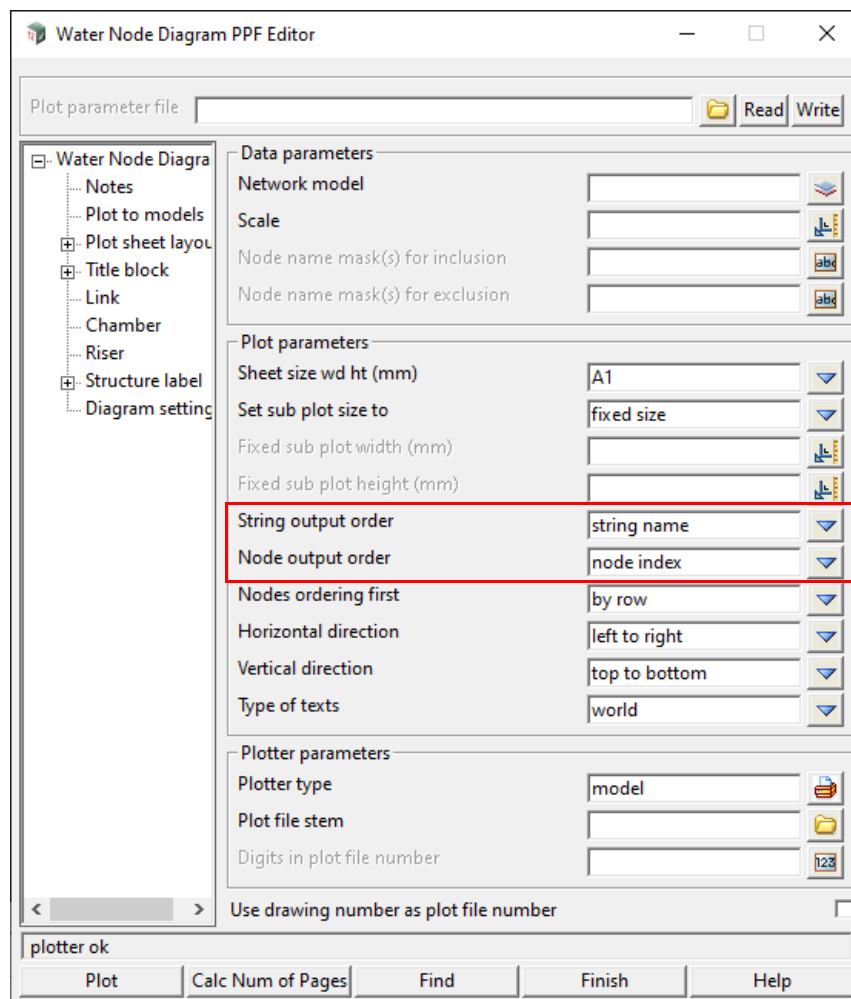 Water Node Diagram PPF Editor
Plot parameter file
Read
Write
Water Node Diagra
Notes
Plot to models
Plot sheet layou
Title block
Link
Chamber
Riser
Structure label
Diagram setting
Data parameters
Network model
Scale
Node name mask(s) for inclusion
abc
Node name mask(s) for exclusion
abc
Plot parameters
Sheet size wd ht (mm) A1
Set sub plot size to fixed size
Fixed sub plot width (mm)
Fixed sub plot height (mm)
String output order string name
Node output order node index
Nodes ordering first by row
Horizontal direction left to right
Vertical direction top to bottom
Type of texts world
Plotter parameters
Plotter type model
Plot file stem
Digits in plot file number 123
Use drawing number as plot file number
plotter ok
Plot Calc Num of Pages Find Finish Help